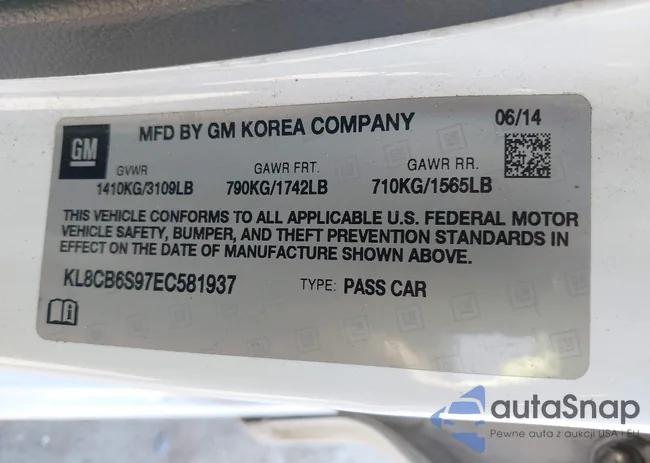 GM
MFD BY GM KOREA COMPANY
06/14
GVWR
GAWR FRT.
GAWR RR.
1410KG/3109LB
790KG/1742LB
710KG/1565LB
THIS VEHICLE CONFORMS TO ALL APPLICABLE U.S. FEDERAL MOTOR
VEHICLE SAFETY, BUMPER, AND THEFT PREVENTION STANDARDS IN
EFFECT ON THE DATE OF MANUFACTURE SHOWN ABOVE.
KL8CB6S97EC581937
TYPE: PASS CAR
autaSnap
Pewne auta z aukcji USA i EU